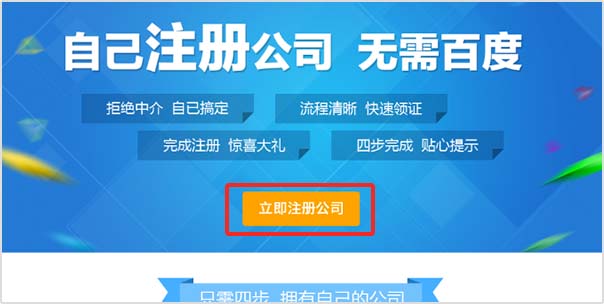 自己注册公司 无需百度
拒绝中介 自己搞定
流程清晰 快速领证
完成注册 惊喜大礼
四步完成 贴心提示
立即注册公司
只需四步 拥有自己的公司